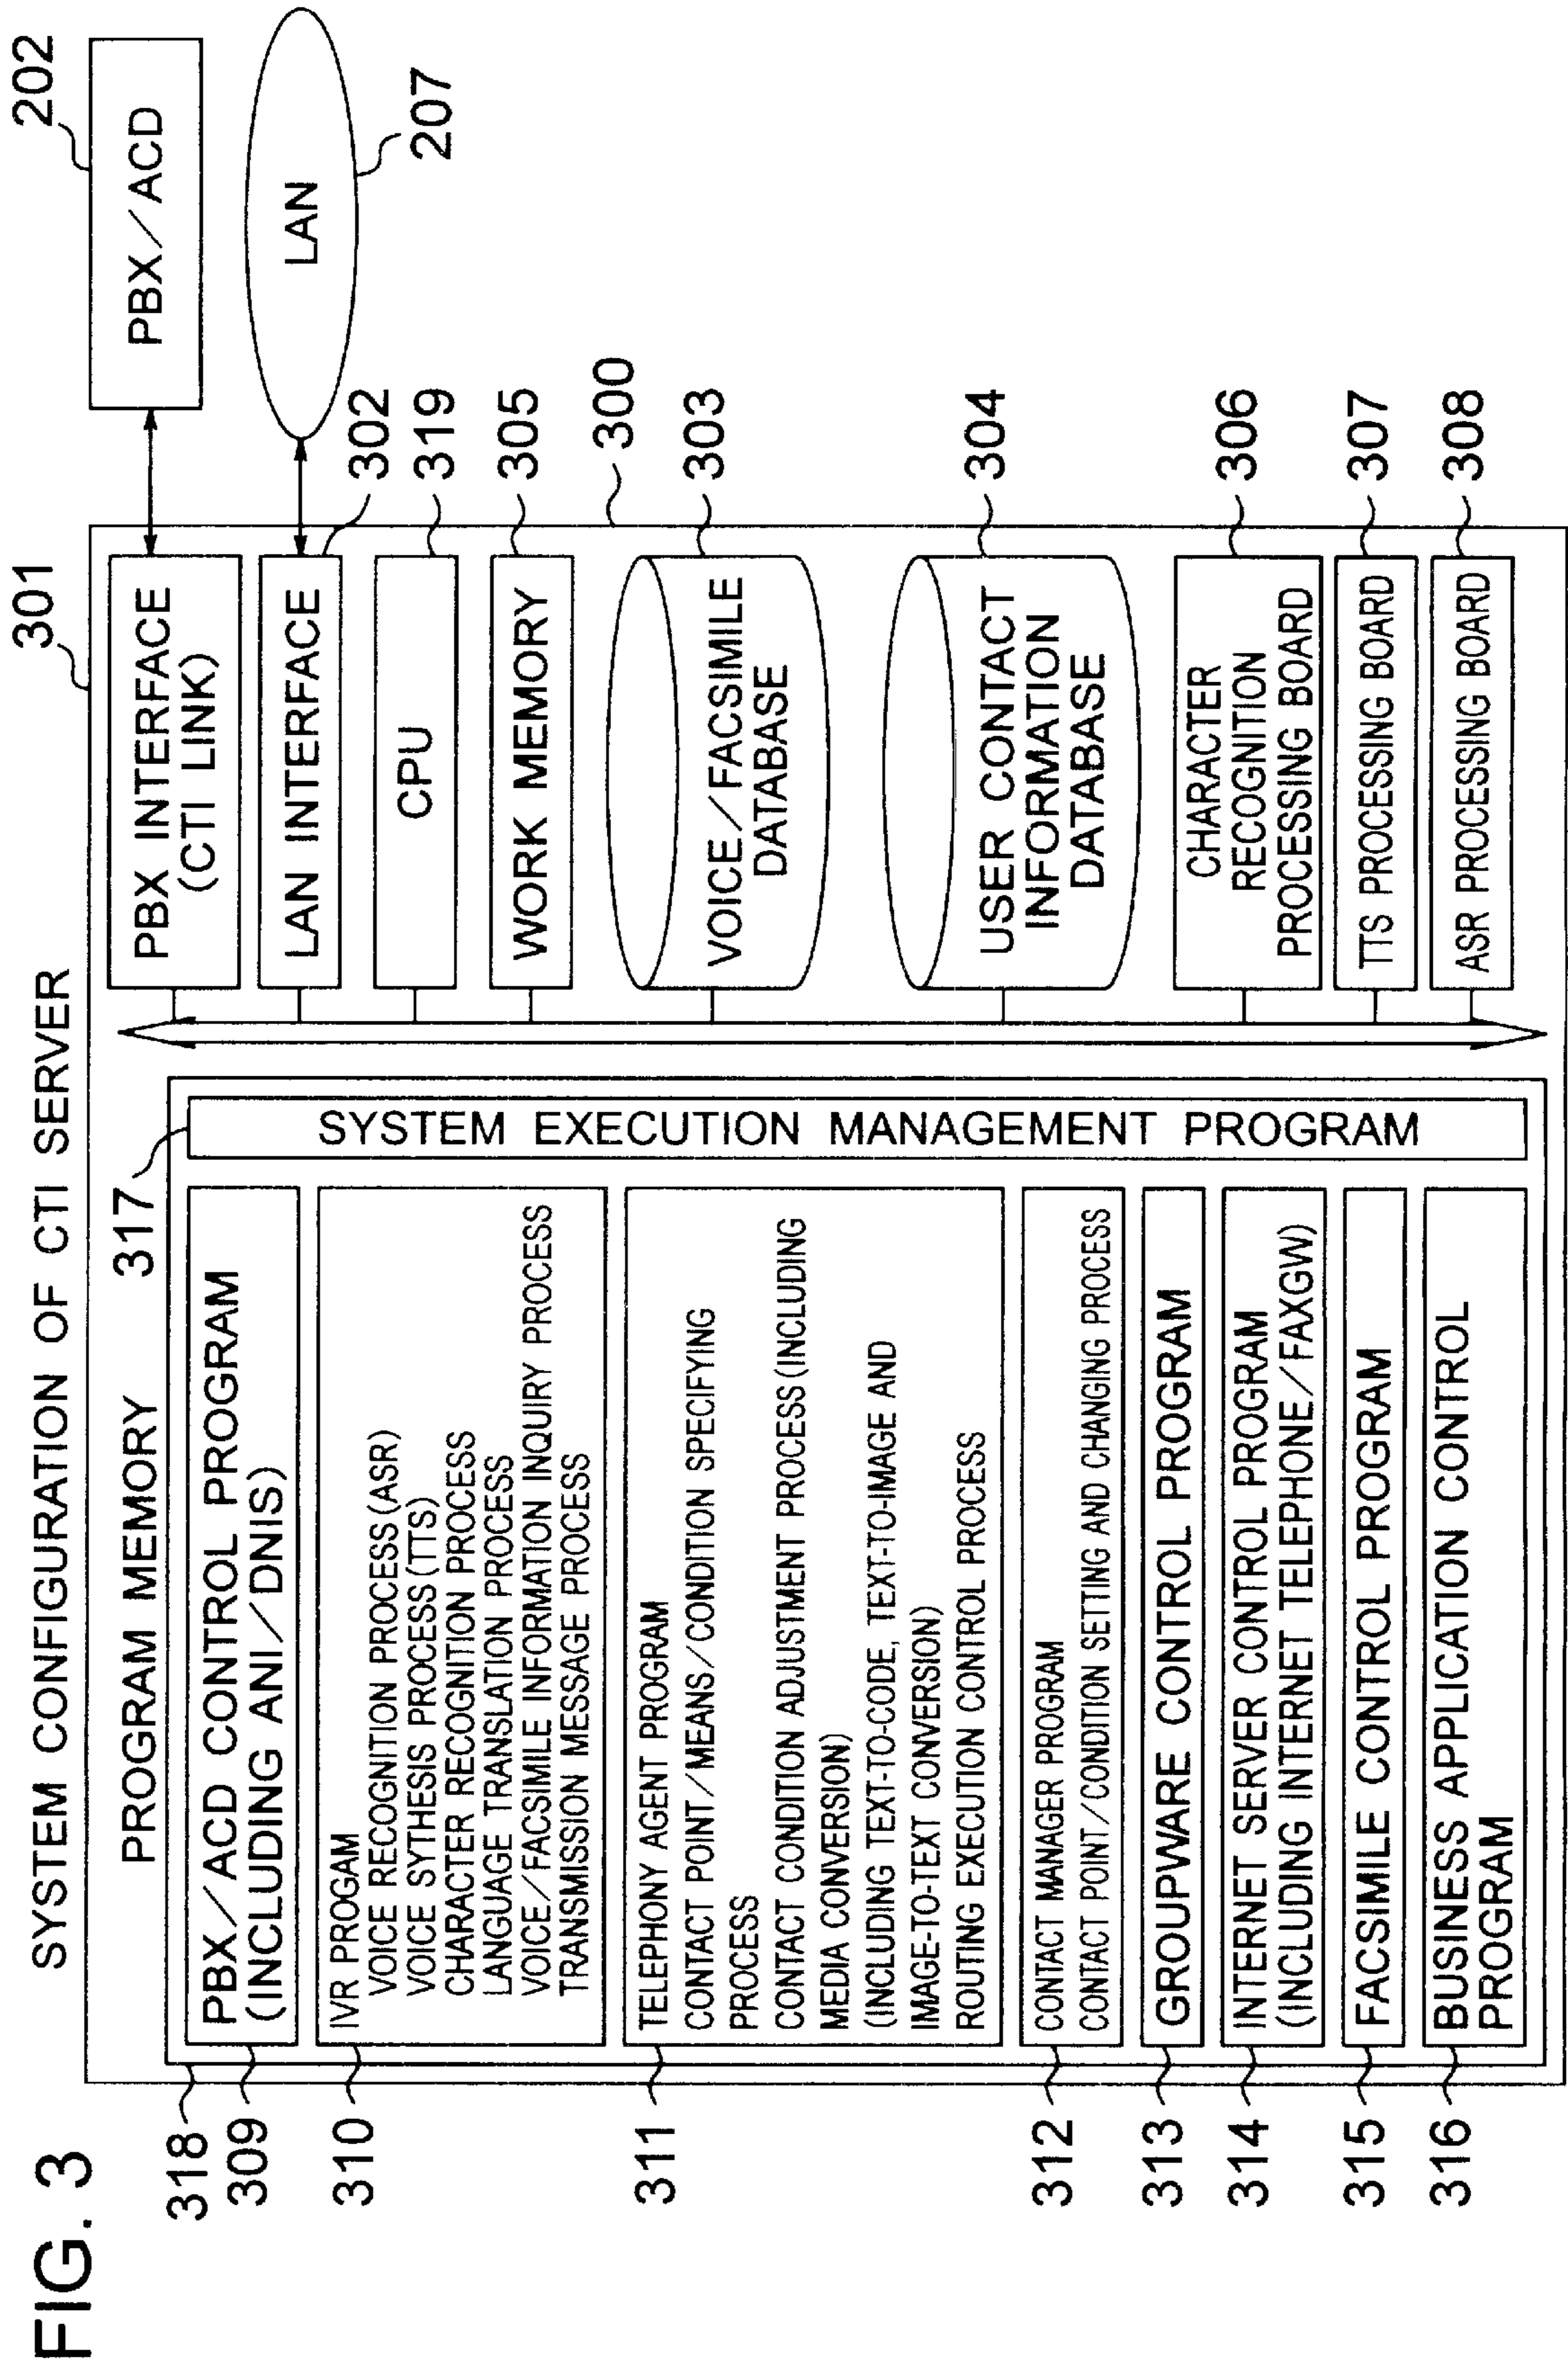 FIG. 3
SYSTEM CONFIGURATION OF CTI SERVER
PROGRAM MEMORY
317
301
202
318
309
PBX/ACD CONTROL PROGRAM
(INCLUDING ANI/DNIS)
310
IVR PROGAM
VOICE RECOGNITION PROCESS(ASR)
VOICE SYTHESIS PROCESS(TTS)
CHARACTER RECOGNITION PROCESS
LANGUAGE TRANSLATION PROCESS
VOICE/FACSIMILE INFORMATION INQUIRY PROCESS
TRANSMISSION MESSAGE PROCESS
311
TELEPHONY AGENT PROGRAM
CONTACT POINT/MEANS/CONDITION SPECIFYING
PROCESS
CONTACT CONDITION ADJUSTMENT PROCESS(INCLUDING
MEDIA CONVERSION)
(INCLUDING TEXT-TO-CODE, TEXT-TO-IMAGE AND
IMAGE-TO-TEXT CONVERSION)
ROUTING EXECUTION CONTROL PROCESS
312
CONTACT MANAGER PROGRAM
CONTACT POINT/CONDITION SETTING AND CHANGING PROCESS
313
GROUPWARE CONTROL PROGRAM
314
INTERNET SERVER CONTROL PROGRAM
(INCLUDING INTERNET TELEPHONE/FAXGW)
315
FACSIMILE CONTROL PROGRAM
316
BUSINESS APPLICATION CONTROL
PROGRAM
SYSTEM EXECUTION MANAGEMENT PROGRAM
PBX INTERFACE
(CTI LINK)
PBX/ACD
LAN INTERFACE
302
LAN
207
CPU
319
WORK MEMORY
305
300
VOICE/FACSIMILE
DATABASE
303
USER CONTACT
INFORMATION
DATABASE
304
CHARACTER
RECOGNITION
PROCESSING BOARD
306
TTS PROCESSING BOARD
307
ASR PROCESSING BOARD
308